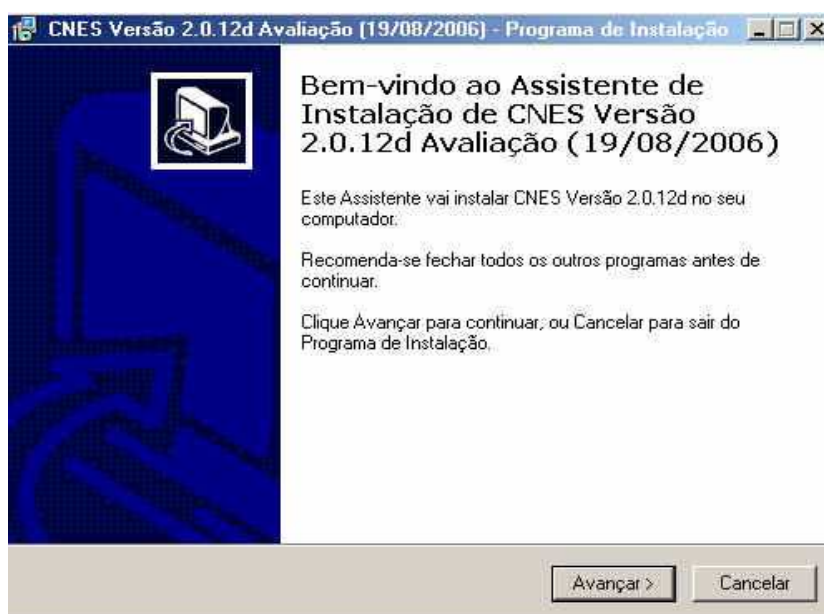 CNES Versão 2.0.12d Avaliação (19/08/2006) - Programa de Instalação
Bem-vindo ao Assistente de
Instalação de CNES Versão
2.0.12d Avaliação (19/08/2006)
Este Assistente vai instalar CNES Versão 2.0.12d no seu
computador.
Recomenda-se fechar todos os outros programas antes de
continuar.
Clique Avançar para continuar, ou Cancelar para sair do
Programa de Instalação.
Avançar > Cancelar